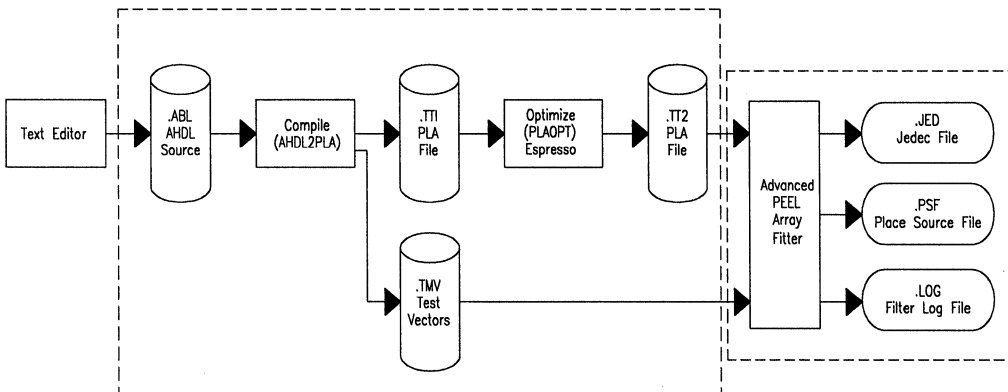 Text Editor
.ABL
AHDL
Source
Compile
(AHDL2PLA)
.TT1
PLA
File
Optimize
(PLAOPT)
Espresso
.TT2
PLA
File
.TMV
Test
Vectors
Advanced
PEEL
Array
Fitter
.JED
Jedec File
.PSF
Place Source File
.LOG
Filter Log File